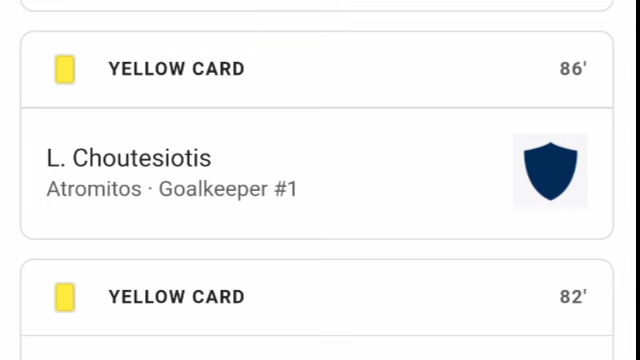 YELLOW CARD 86'
L. Choutesiotis
Atromitos · Goalkeeper #1
YELLOW CARD 82'